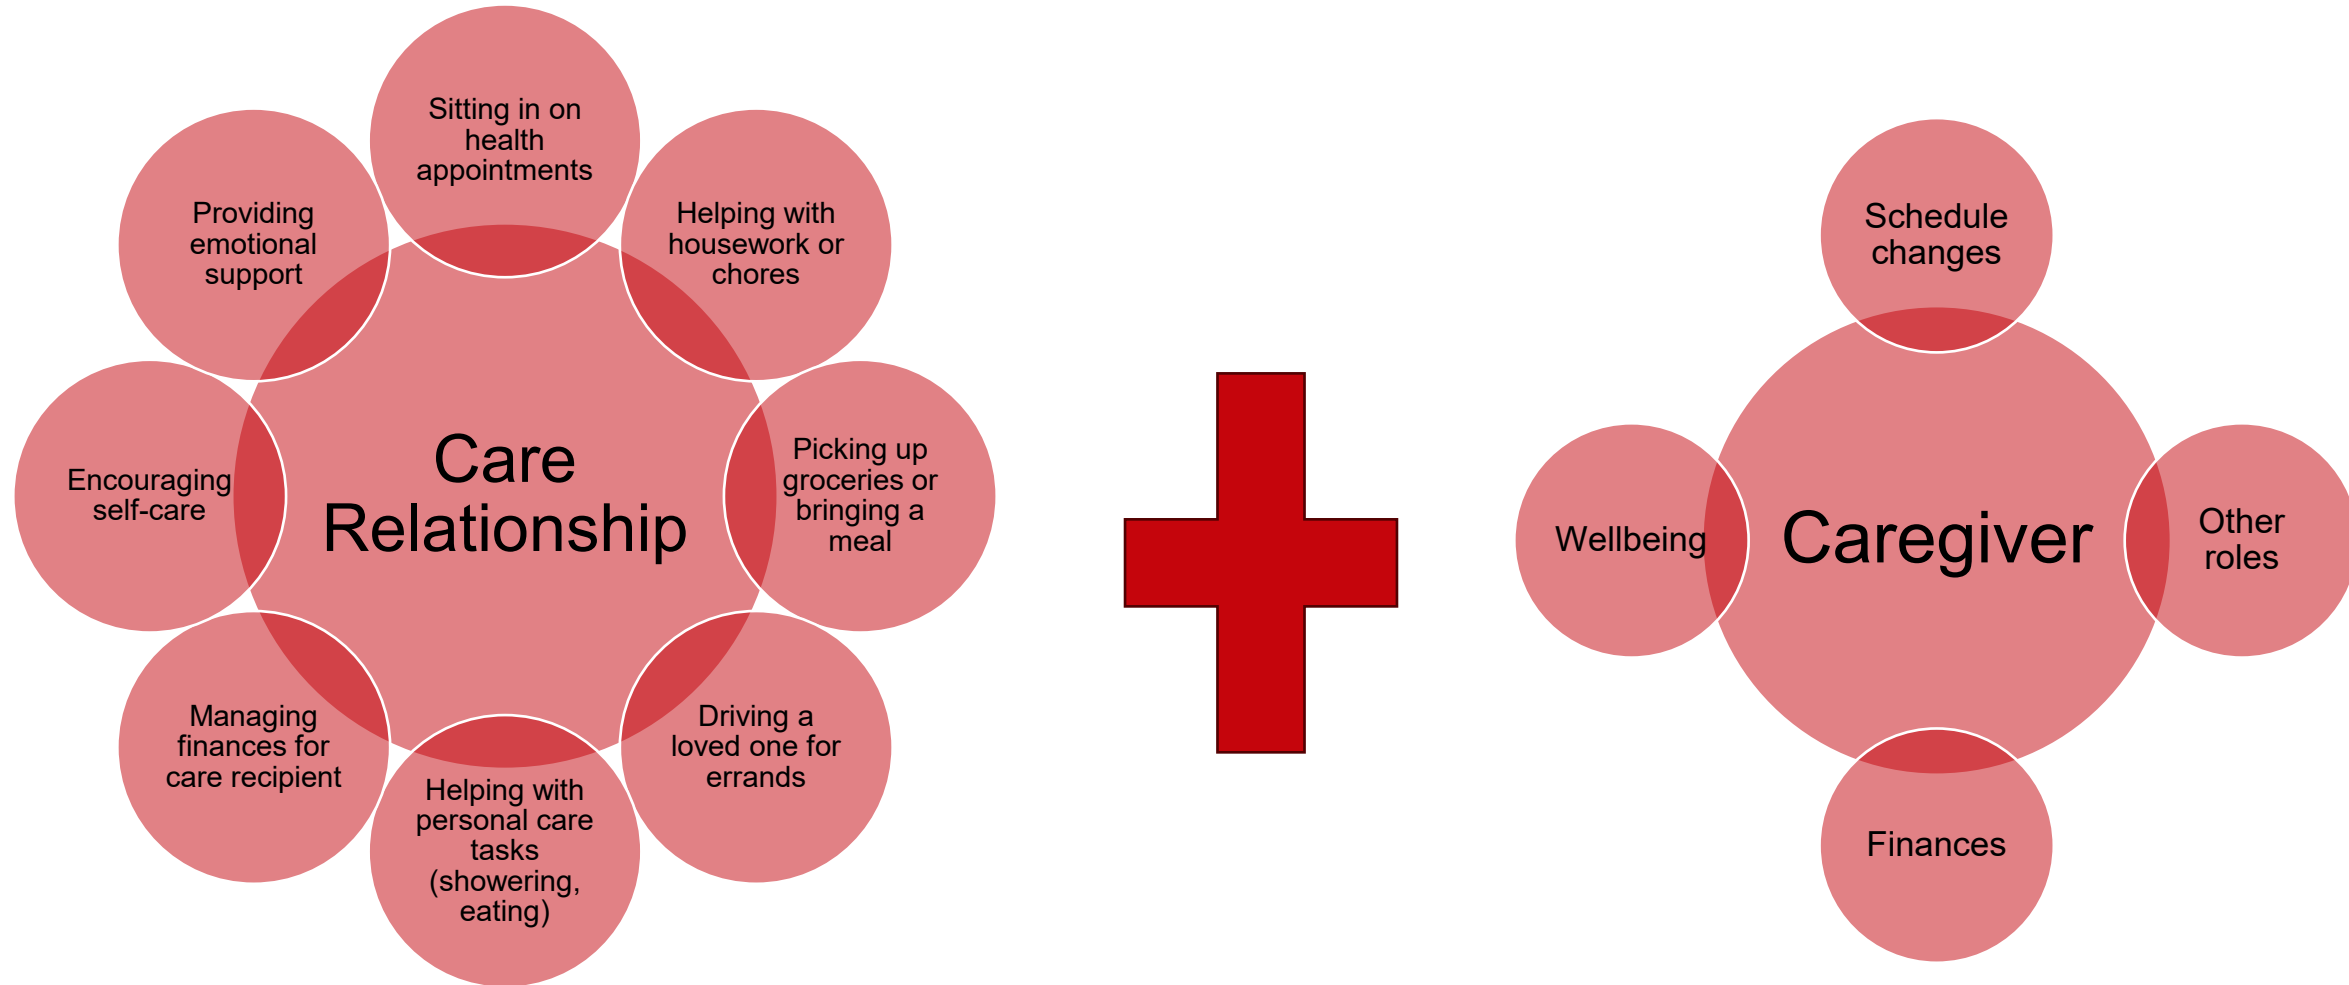 Sitting in on
health
appointments
Helping with
housework or
chores
Picking up
groceries or
bringing a
meal
Driving a
loved one for
errands
Helping with
personal care
tasks
(showering,
eating)
Managing
finances for
care recipient
Encouraging
self-care
Providing
emotional
support
Care
Relationship
Schedule
changes
Other
roles
Finances
Wellbeing
Caregiver